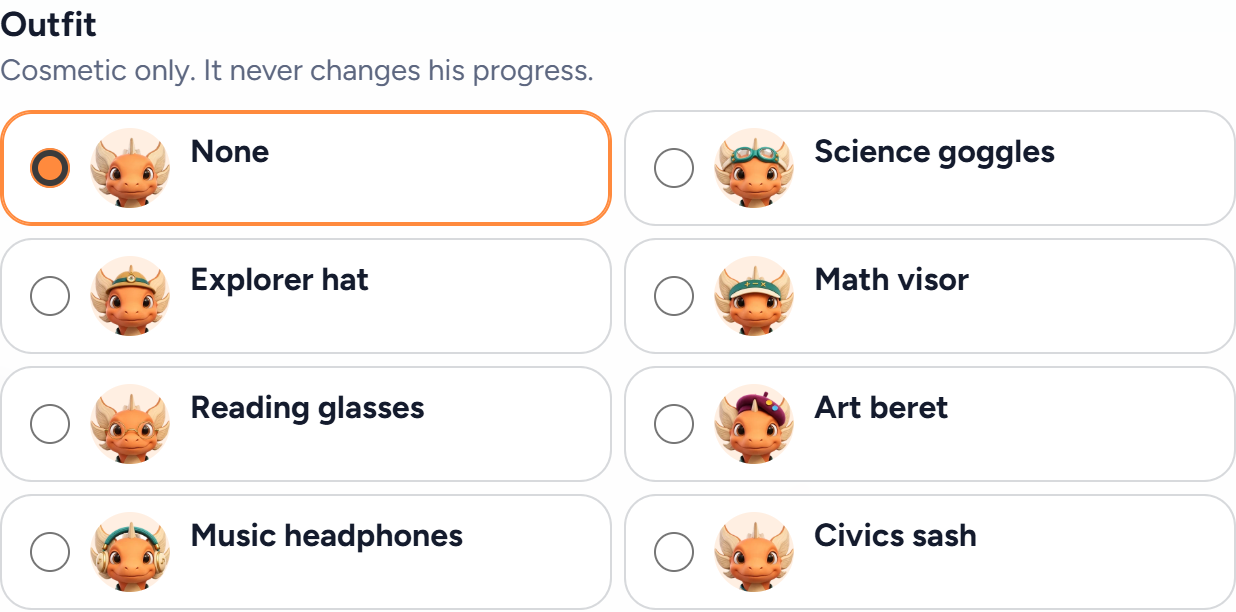 Outfit
Cosmetic only. It never changes his progress.
None
Science goggles
Explorer hat
Math visor
Reading glasses
Art beret
Music headphones
Civics sash